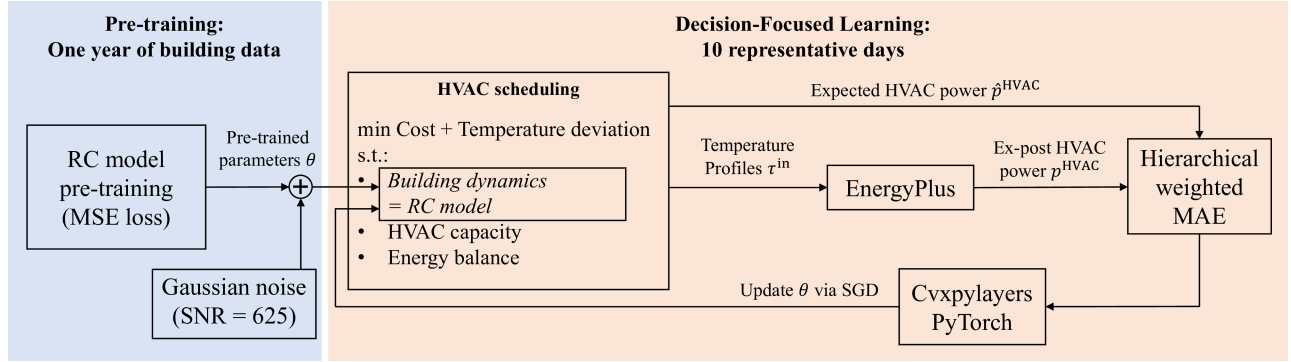 Pre-training:
One year of building data
RC model
pre-training
(MSE loss)
Pre-trained
parameters θ
Gaussian noise
(SNR = 625)
Decision-Focused Learning:
10 representative days
HVAC scheduling
min Cost + Temperature deviation
s.t.:
• Building dynamics
= RC model
• HVAC capacity
• Energy balance
Expected HVAC power p̂^HVAC
Temperature
Profiles τ^in
EnergyPlus
Ex-post HVAC
power p^HVAC
Hierarchical
weighted
MAE
Update θ via SGD
Cvxpylayers
PyTorch